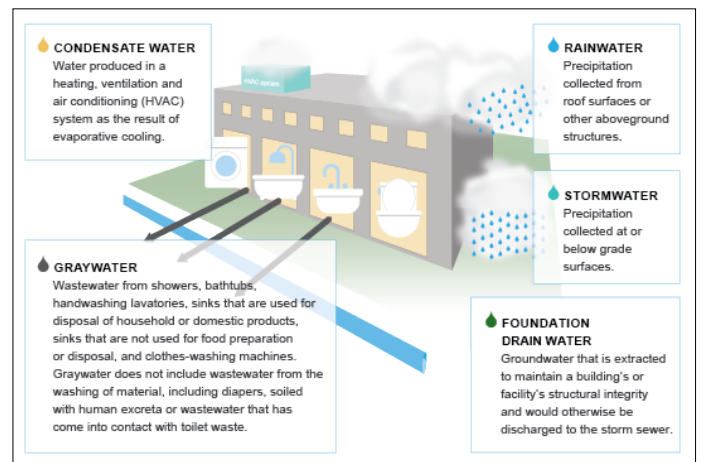 CONDENSATE WATER
Water produced in a
heating, ventilation and
air conditioning (HVAC)
system as the result of
evaporative cooling.
HVAC system
RAINWATER
Precipitation
collected from
roof surfaces or
other aboveground
structures.
STORMWATER
Precipitation
collected at or
below grade
surfaces.
GRAYWATER
Wastewater from showers, bathtubs,
handwashing lavatories, sinks that are used for
disposal of household or domestic products,
sinks that are not used for food preparation
or disposal, and clothes-washing machines.
Graywater does not include wastewater from the
washing of material, including diapers, soiled
with human excreta or wastewater that has
come into contact with toilet waste.
FOUNDATION
DRAIN WATER
Groundwater that is extracted
to maintain a building's or
facility's structural integrity
and would otherwise be
discharged to the storm sewer.